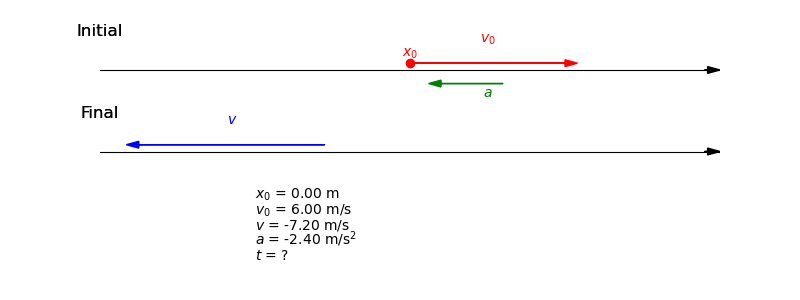 Initial
v₀
x₀
a
Final
v
x₀ = 0.00 m
v₀ = 6.00 m/s
v = -7.20 m/s
a = -2.40 m/s²
t = ?